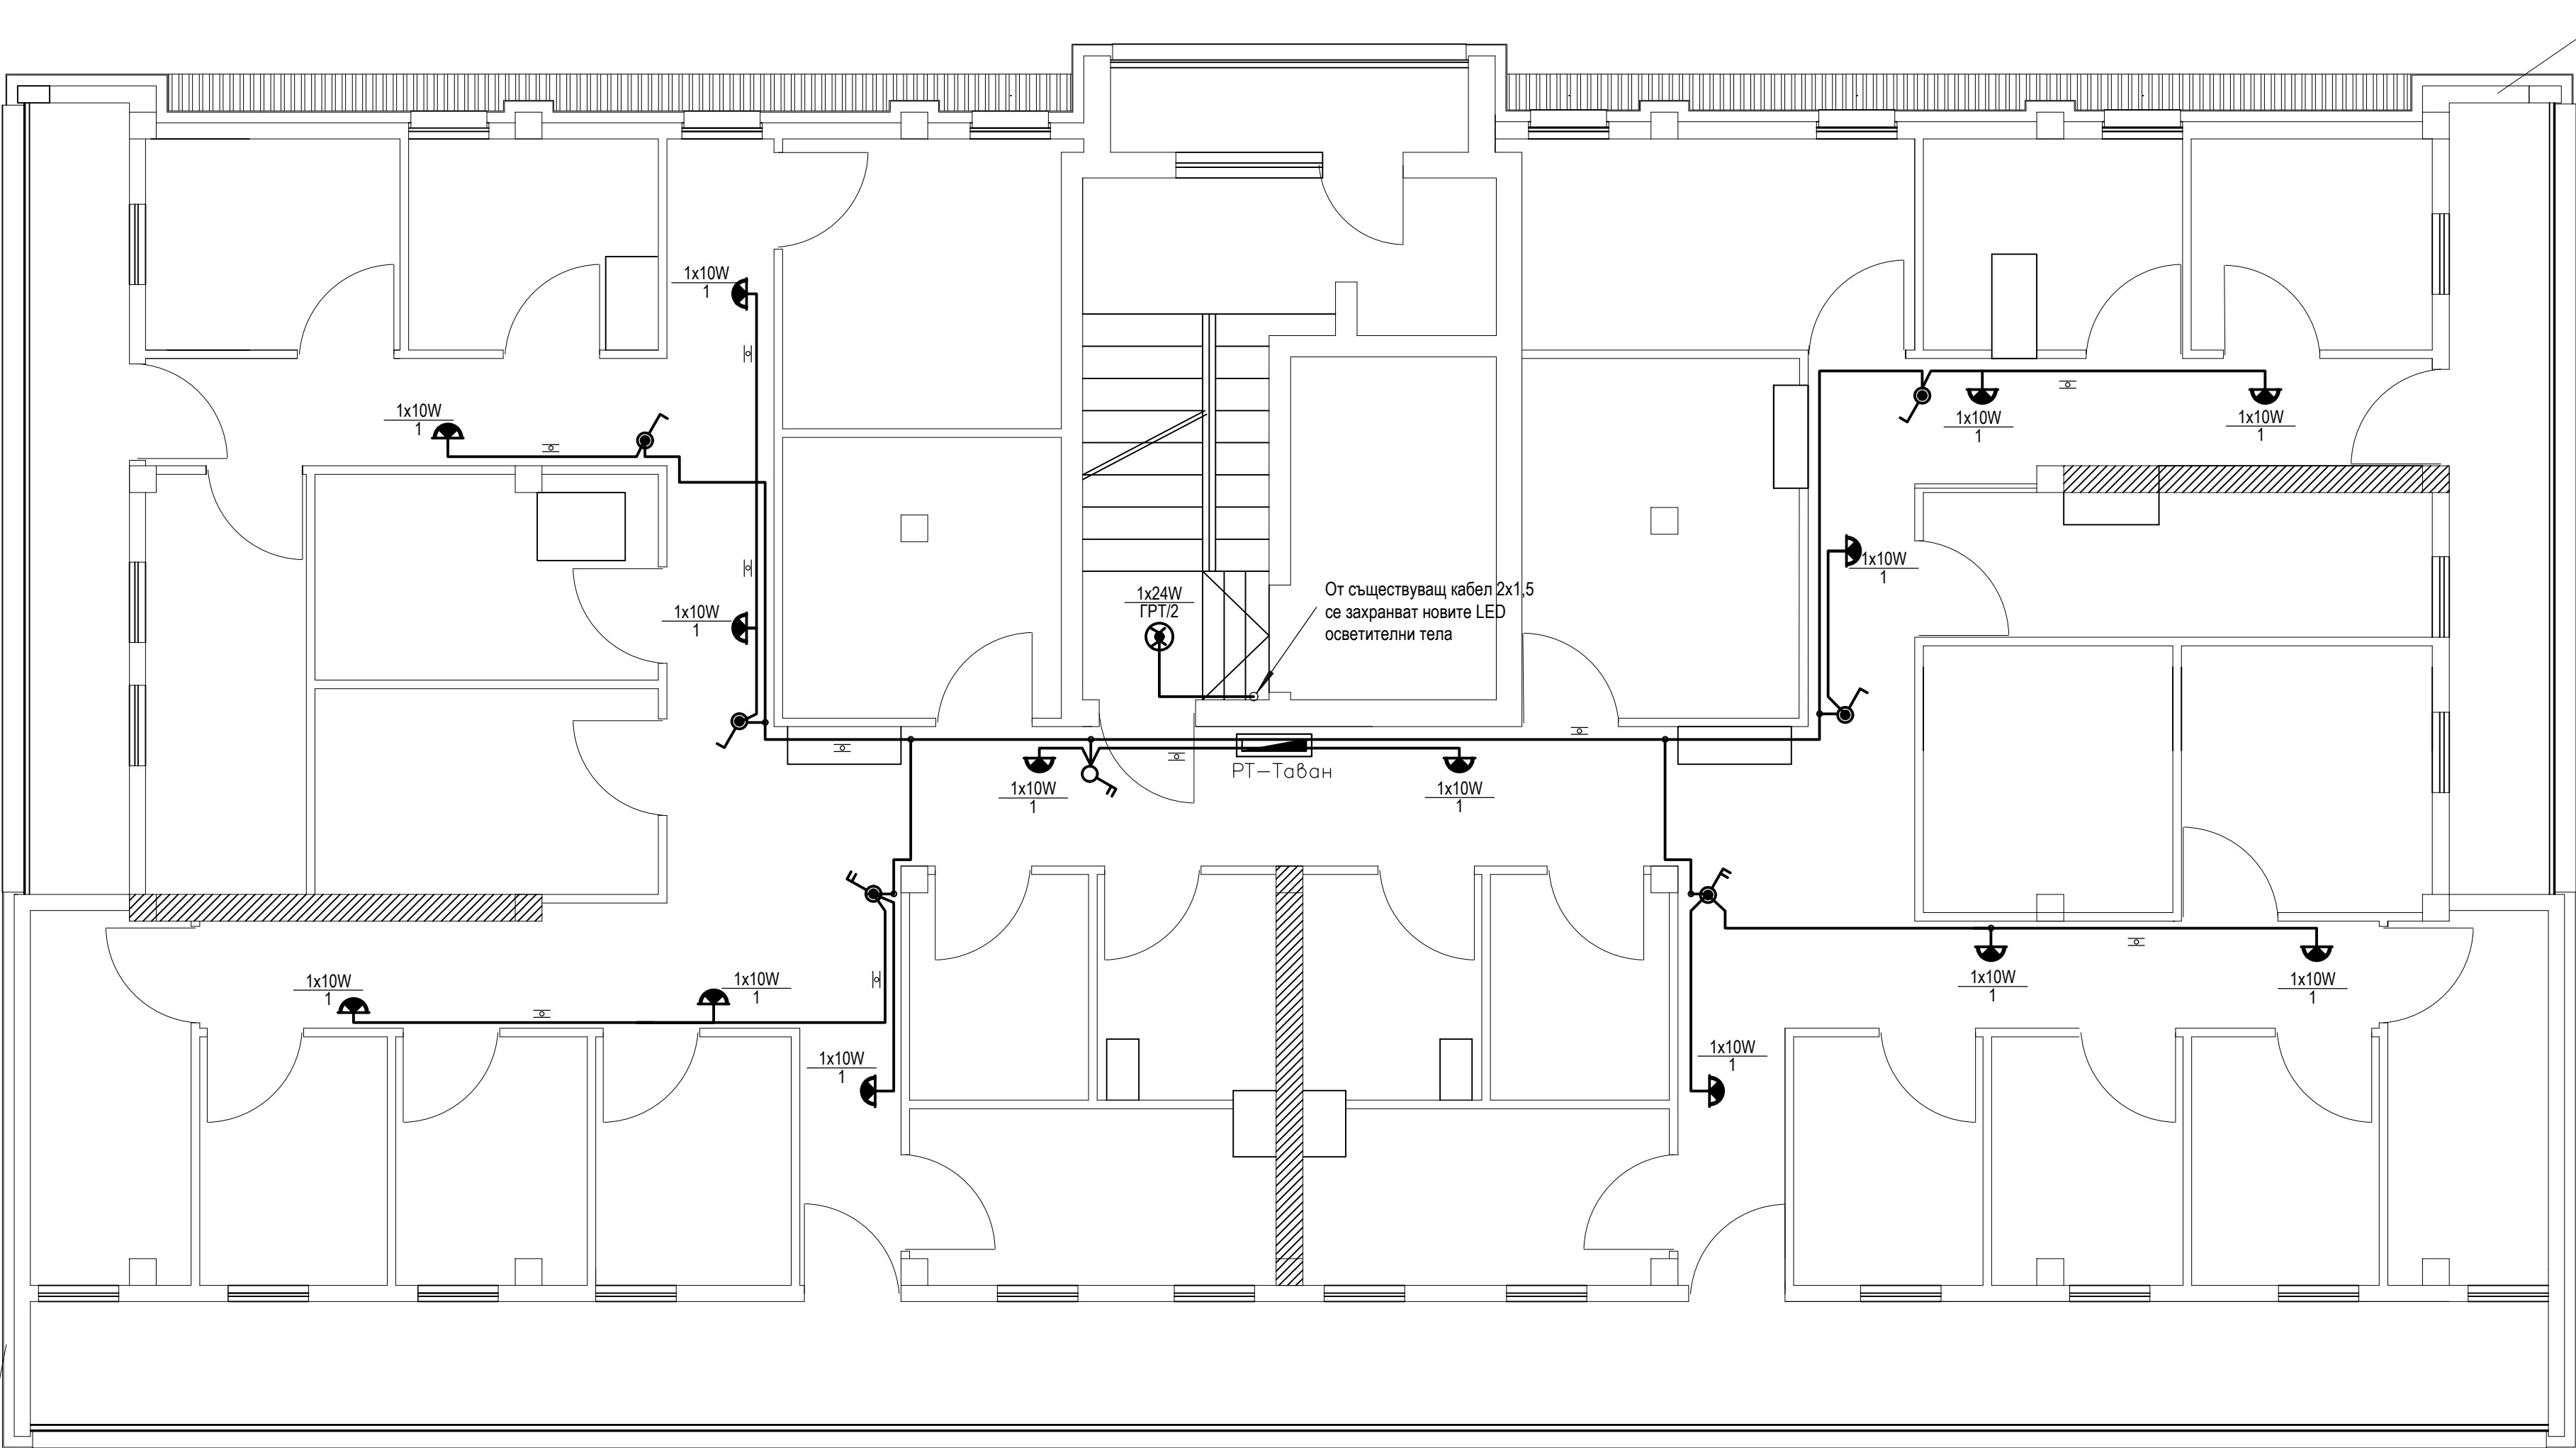 1x10W
1
1x10W
1
1x10W
1
1x10W
1
1x10W
1
1x10W
1
1x24W
ГРТ/2
От съществуващ кабел 2x1,5
се захранват новите LED
осветителни тела
РТ-Таван
1x10W
1
1x10W
1
1x10W
1
1x10W
1
1x10W
1
1x10W
1
1x10W
1
1x10W
1